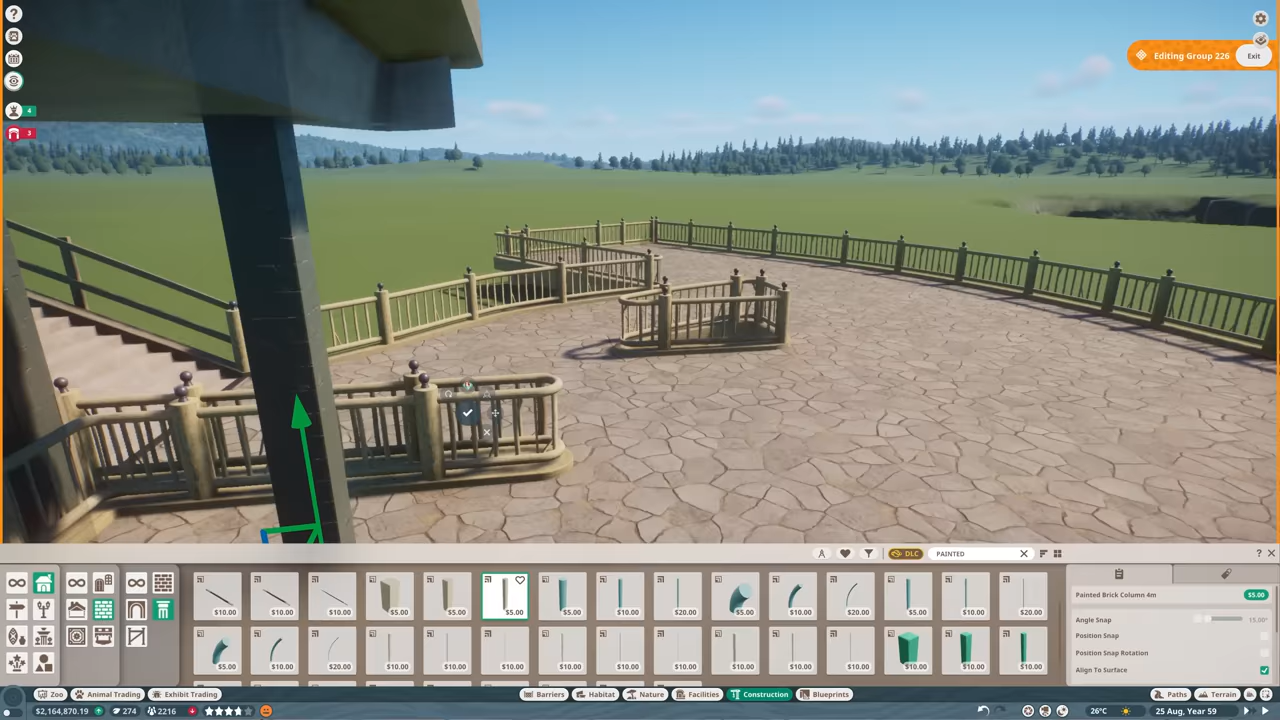 ?
4
3
Editing Group 226
Exit
DLC
PAINTED
?
$10.00 $10.00 $10.00 $5.00 $5.00 $5.00 $5.00 $10.00 $20.00 $5.00 $10.00 $20.00 $5.00 $10.00 $20.00
$5.00 $10.00 $20.00 $10.00 $10.00 $10.00 $10.00 $10.00 $10.00 $10.00 $10.00 $10.00 $10.00 $10.00 $10.00
Painted Brick Column 4m
$5.00
Angle Snap
15.00°
Position Snap
Position Snap Rotation
Align To Surface
Zoo
Animal Trading
Exhibit Trading
Barriers
Habitat
Nature
Facilities
Construction
Blueprints
Paths
Terrain
$2,164,870.19
274
2216
26°C
25 Aug, Year 59